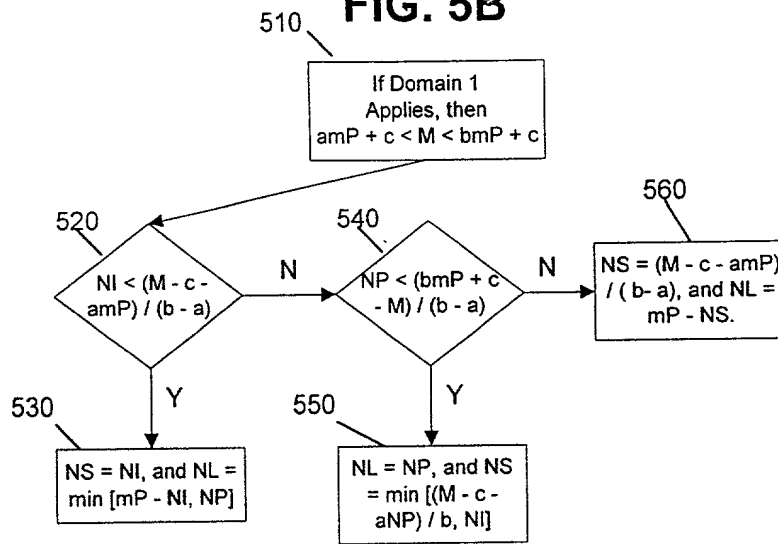 FIG. 5B
510
If Domain 1
Applies, then
amP + c < M < bmP + c
520
NI < (M - c -
amP) / (b - a)
N
540
NP < (bmP + c
- M) / (b - a)
N
560
NS = (M - c - amP)
/ ( b- a), and NL =
mP - NS.
Y
530
NS = NI, and NL =
min [mP - NI, NP]
Y
550
NL = NP, and NS
= min [(M - c -
aNP) / b, NI]